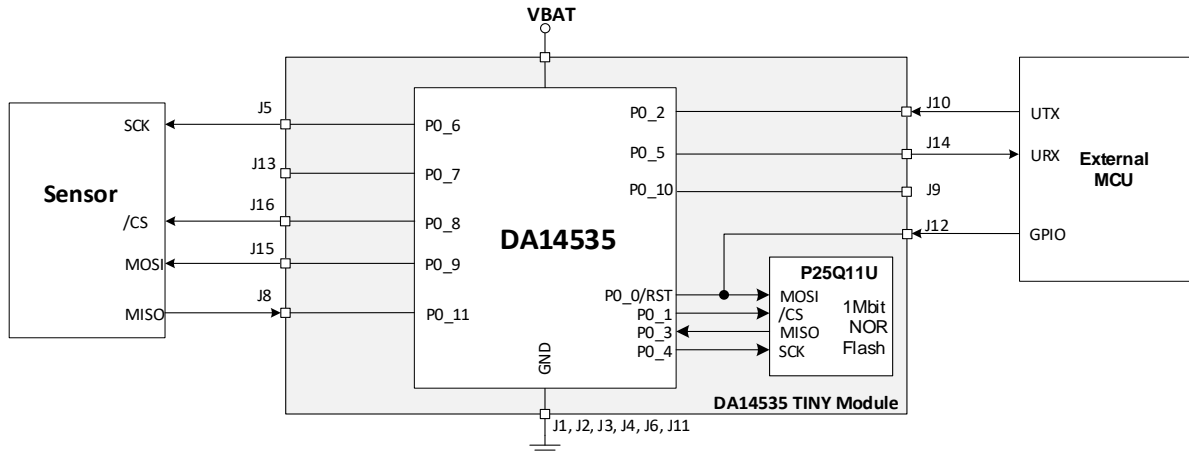 VBAT
Sensor
SCK
/CS
MOSI
MISO
J5
J13
J16
J15
J8
P0_6
P0_7
P0_8
P0_9
P0_11
DA14535
GND
P0_2
P0_5
P0_10
P0_0/RST
P0_1
P0_3
P0_4
P25Q11U
MOSI
/CS
MISO
SCK
1Mbit
NOR
Flash
J10
J14
J9
J12
UTX
URX
GPIO
External
MCU
DA14535 TINY Module
J1, J2, J3, J4, J6, J11